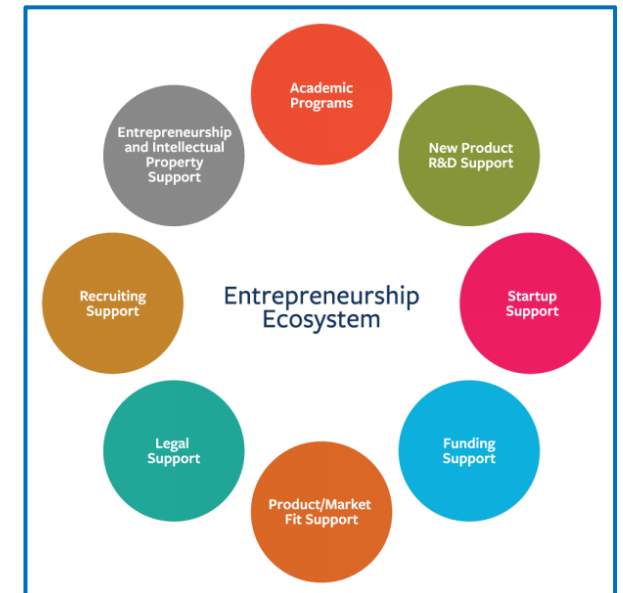 Academic
Programs
Entrepreneurship
and Intellectual
Property
Support
New Product
R&D Support
Recruiting
Support
Entrepreneurship
Ecosystem
Startup
Support
Legal
Support
Funding
Support
Product/Market
Fit Support